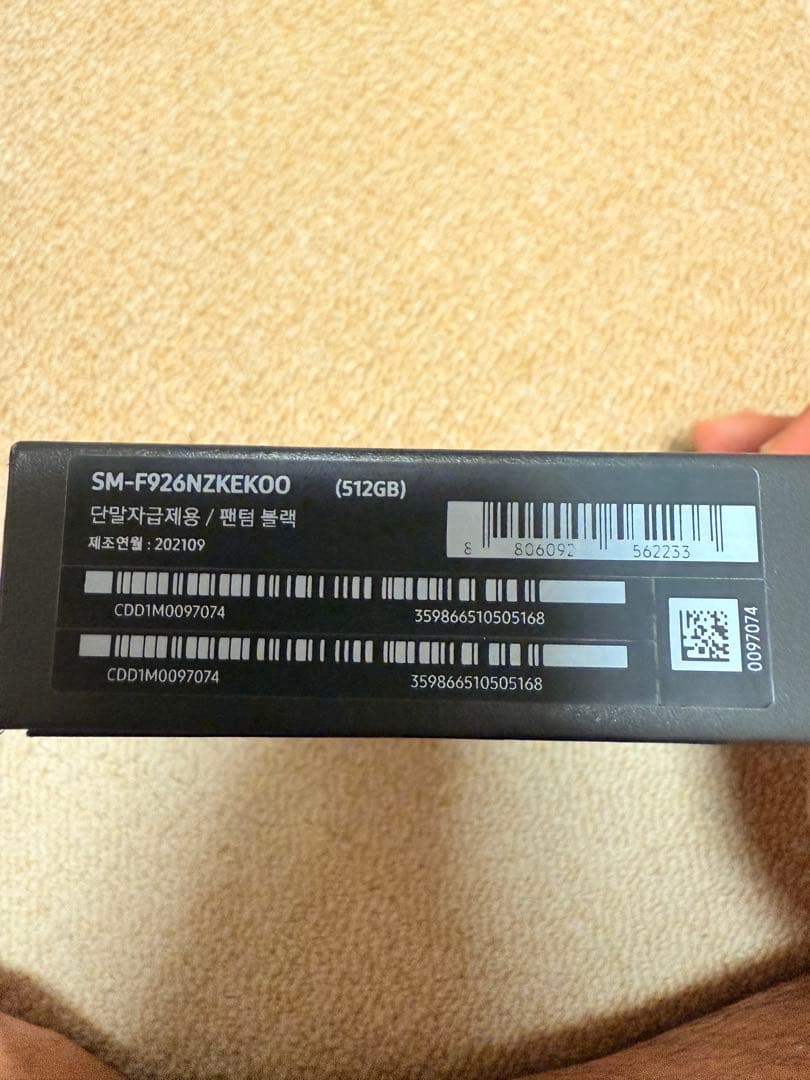 SM-F926NZKEKOO (512GB)
단말자급제용 / 팬텀 블랙
제조연월 : 202109
8 806092 562233
CDD1M0097074 359866510505168
CDD1M0097074 359866510505168
0097074